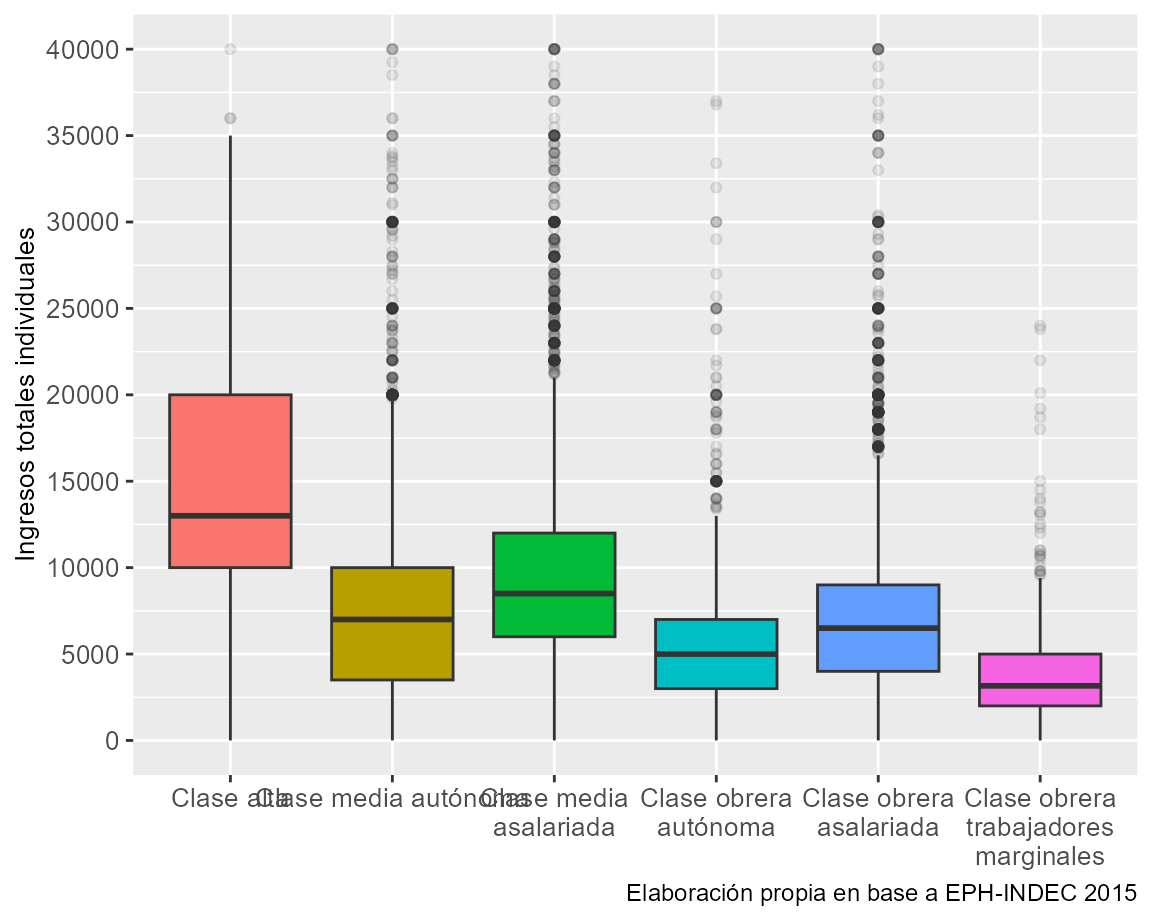 Ingresos totales individuales
40000
35000
30000
25000
20000
15000
10000
5000
0
Clase alta
Clase media autónoma
Clase media
asalariada
Clase obrera
autónoma
Clase obrera
asalariada
Clase obrera
trabajadores
marginales
Elaboración propia en base a EPH-INDEC 2015